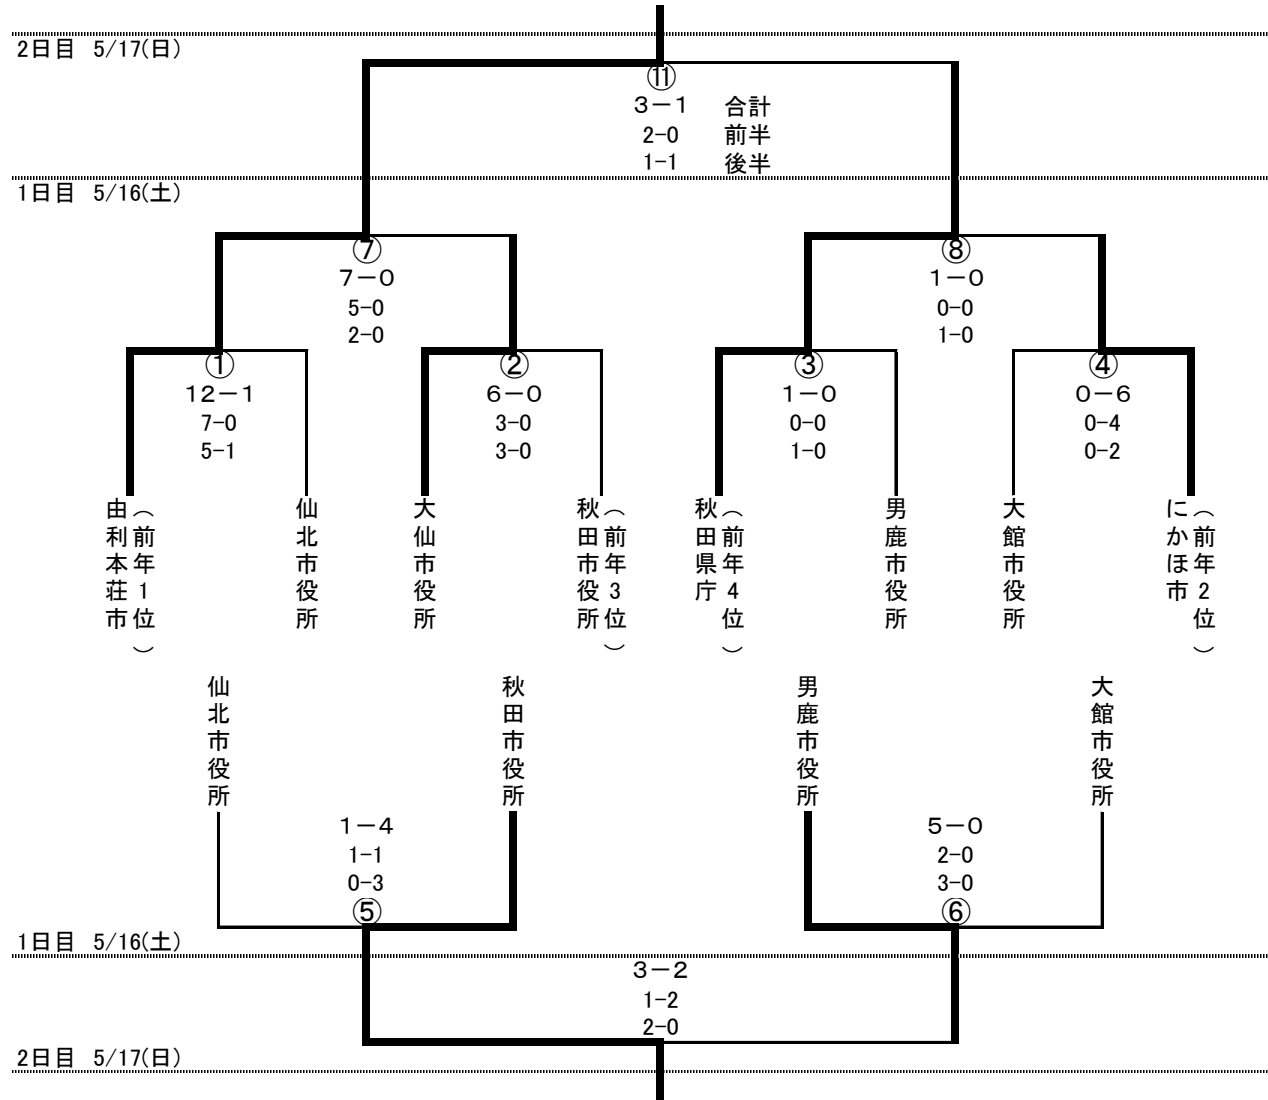 2日目 5/17(日)
⑪
3－1 合計
2-0 前半
1-1 後半
1日目 5/16(土)
⑦
7－0
5-0
2-0
⑧
1－0
0-0
1-0
①
12－1
7-0
5-1
②
6－0
3-0
3-0
③
1－0
0-0
1-0
④
0－6
0-4
0-2
由利本荘市
（前年1位）
仙北市役所
大仙市役所
秋田市役所
（前年3位）
秋田県庁
（前年4位）
男鹿市役所
大館市役所
にかほ市
（前年2位）
仙北市役所
秋田市役所
男鹿市役所
大館市役所
1－4
1-1
0-3
⑤
5－0
2-0
3-0
⑥
1日目 5/16(土)
3－2
1-2
2-0
2日目 5/17(日)